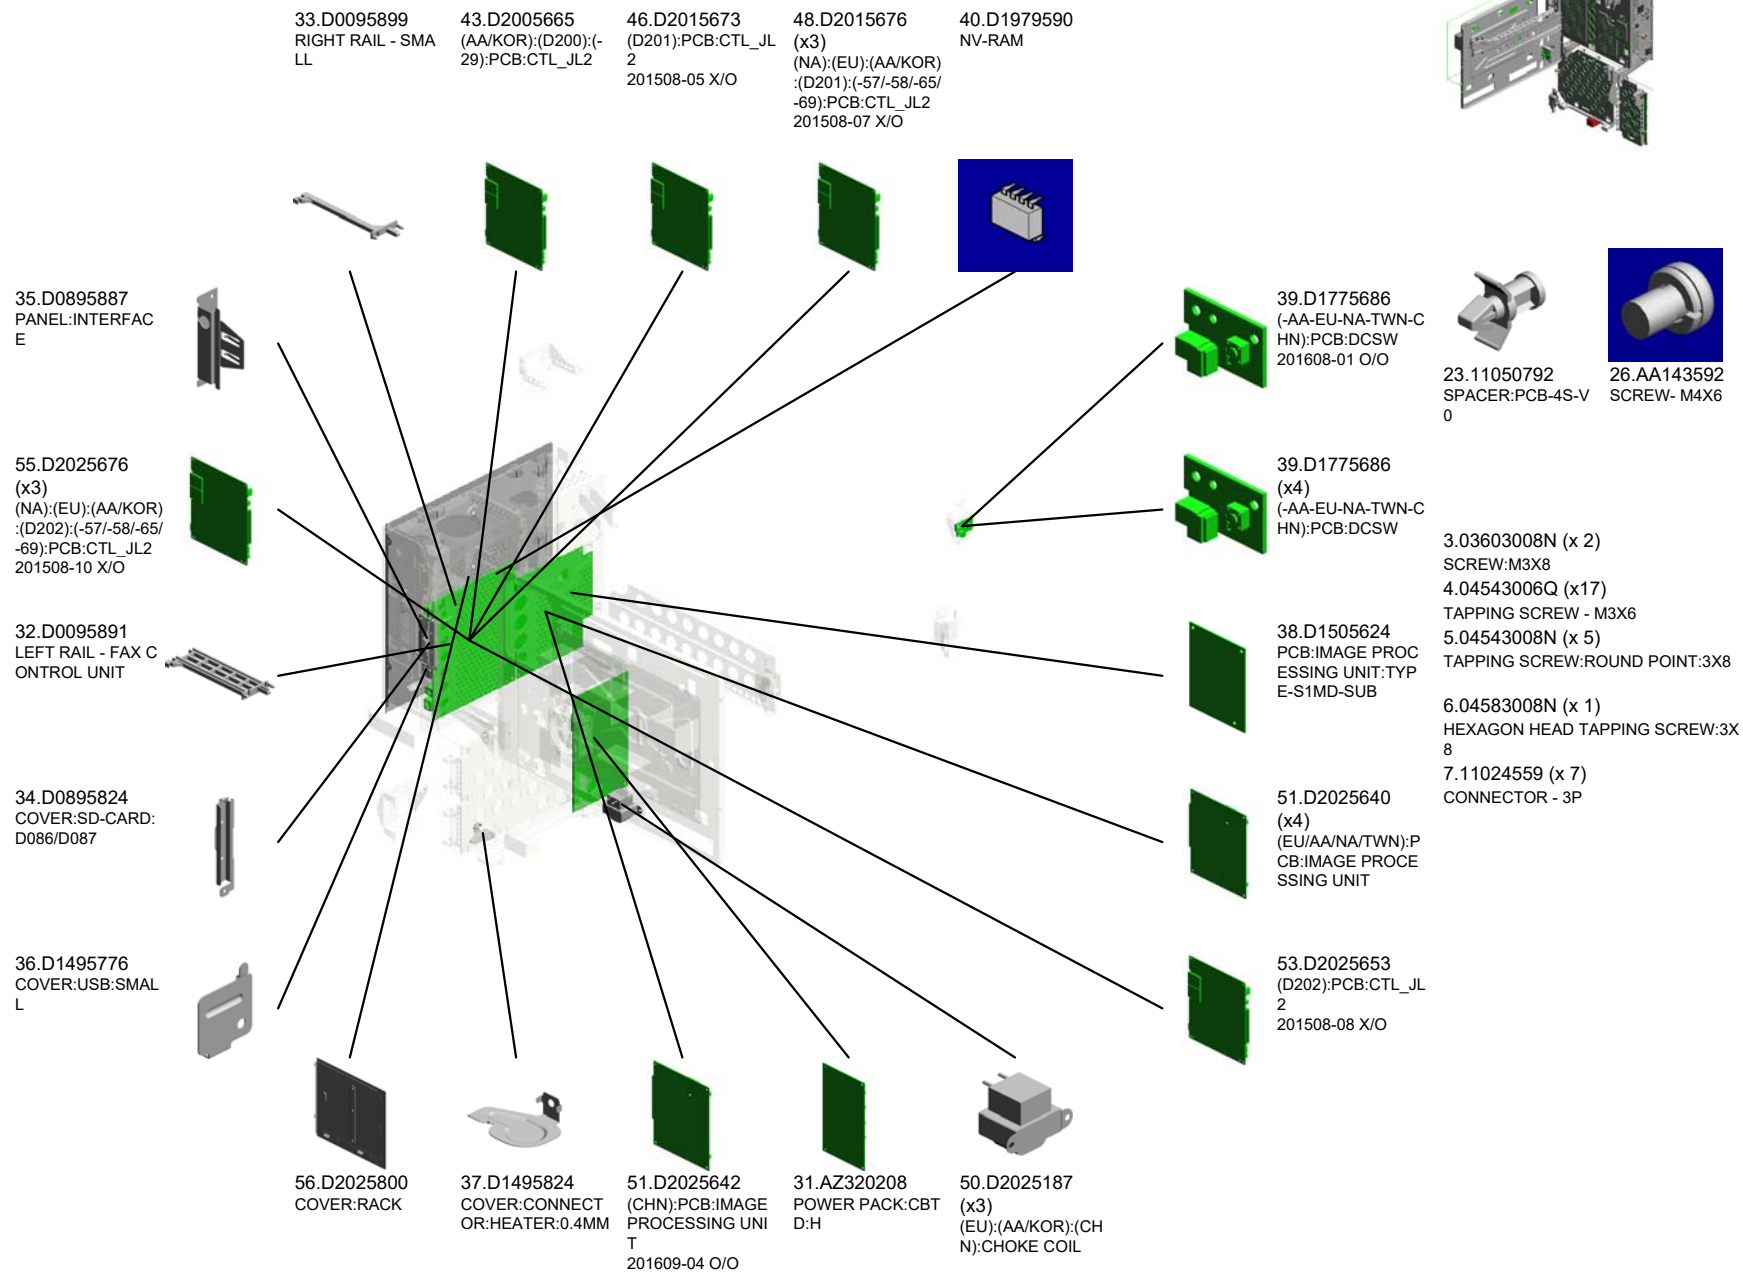 33.D0095899
RIGHT RAIL - SMA
LL
43.D2005665
(AA/KOR):(D200):(-
29):PCB:CTL_JL2
46.D2015673
(D201):PCB:CTL_JL
2
201508-05 X/O
48.D2015676
(x3)
(NA):(EU):(AA/KOR)
:(D201):(-57/-58/-65/
-69):PCB:CTL_JL2
201508-07 X/O
40.D1979590
NV-RAM
35.D0895887
PANEL:INTERFAC
E
39.D1775686
(-AA-EU-NA-TWN-C
HN):PCB:DCSW
201608-01 O/O
23.11050792
SPACER:PCB-4S-V
0
26.AA143592
SCREW- M4X6
55.D2025676
(x3)
(NA):(EU):(AA/KOR)
:(D202):(-57/-58/-65/
-69):PCB:CTL_JL2
201508-10 X/O
39.D1775686
(x4)
(-AA-EU-NA-TWN-C
HN):PCB:DCSW
3.03603008N (x 2)
SCREW:M3X8
4.04543006Q (x17)
TAPPING SCREW - M3X6
5.04543008N (x 5)
TAPPING SCREW:ROUND POINT:3X8
6.04583008N (x 1)
HEXAGON HEAD TAPPING SCREW:3X
8
7.11024559 (x 7)
CONNECTOR - 3P
32.D0095891
LEFT RAIL - FAX C
ONTROL UNIT
38.D1505624
PCB:IMAGE PROC
ESSING UNIT:TYP
E-S1MD-SUB
34.D0895824
COVER:SD-CARD:
D086/D087
51.D2025640
(x4)
(EU/AA/NA/TWN):P
CB:IMAGE PROCE
SSING UNIT
36.D1495776
COVER:USB:SMAL
L
53.D2025653
(D202):PCB:CTL_JL
2
201508-08 X/O
56.D2025800
COVER:RACK
37.D1495824
COVER:CONNECT
OR:HEATER:0.4MM
51.D2025642
(CHN):PCB:IMAGE
PROCESSING UNI
T
201609-04 O/O
31.AZ320208
POWER PACK:CBT
D:H
50.D2025187
(x3)
(EU):(AA/KOR):(CH
N):CHOKE COIL